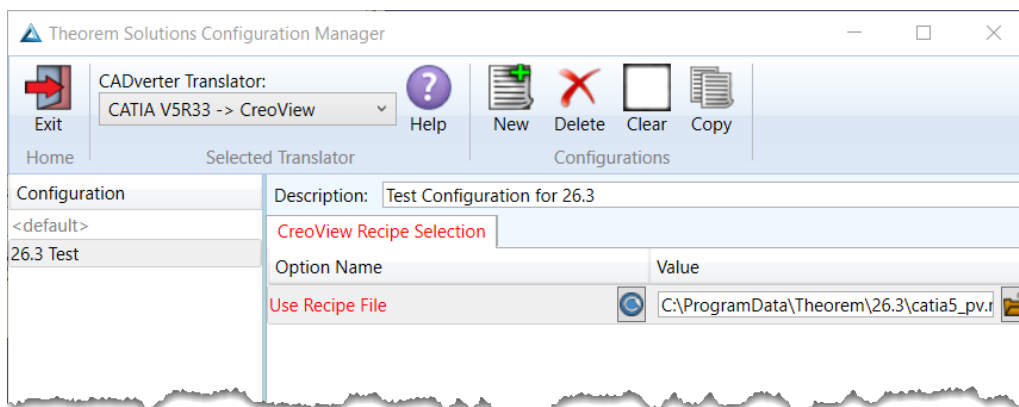 Theorem Solutions Configuration Manager
CADverter Translator:
CATIA V5R33 -> CreoView
Exit
Help
New
Delete
Clear
Copy
Home
Selected Translator
Configurations
Configuration
Description:
Test Configuration for 26.3
<default>
CreoView Recipe Selection
26.3 Test
Option Name
Value
Use Recipe File
C:\ProgramData\Theorem\26.3\catia5_pv.r